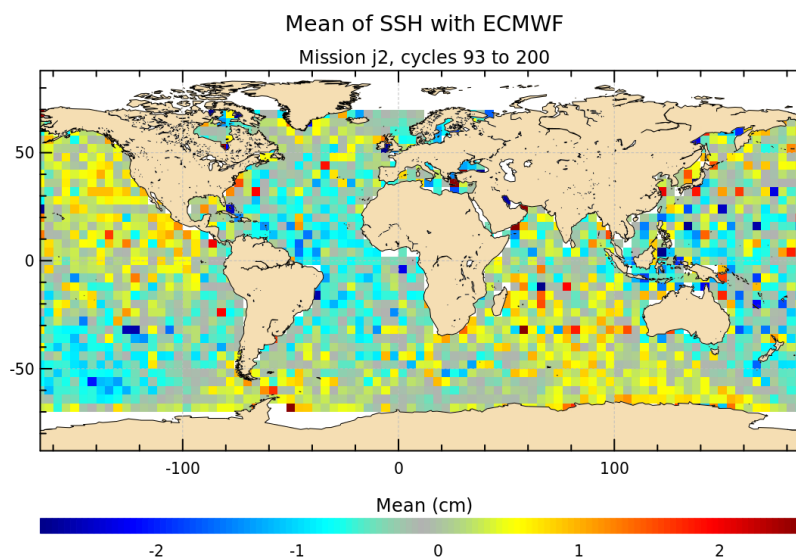 Mean of SSH with ECMWF
Mission j2, cycles 93 to 200
50
0
-50
-100 0 100
Mean (cm)
-2 -1 0 1 2